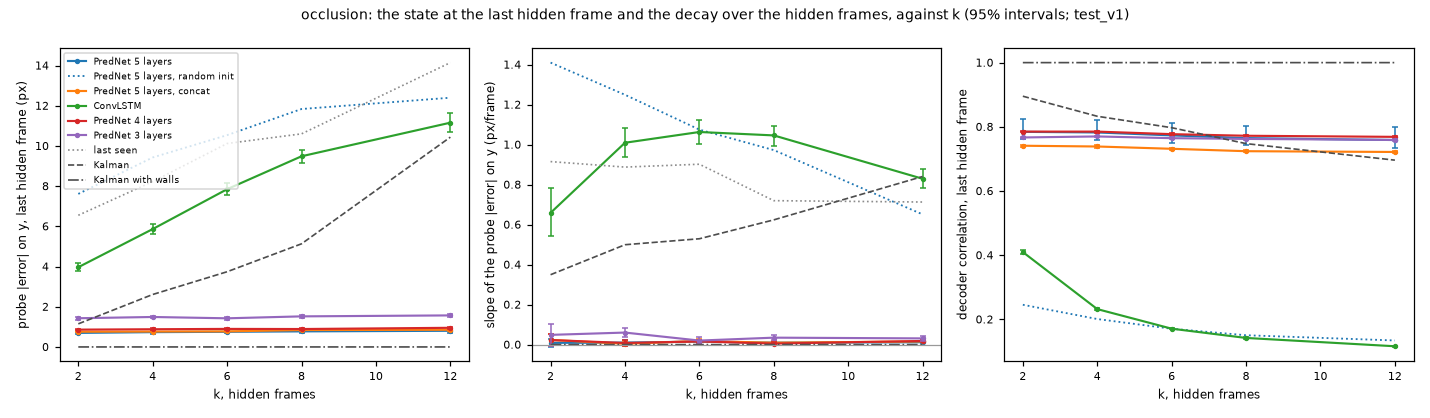 occlusion: the state at the last hidden frame and the decay over the hidden frames, against k (95% intervals; test_v1)
probe |error| on y, last hidden frame (px)
14
12
10
8
6
4
2
0
PredNet 5 layers
PredNet 5 layers, random init
PredNet 5 layers, concat
ConvLSTM
PredNet 4 layers
PredNet 3 layers
last seen
Kalman
Kalman with walls
2 4 6 8 10 12
k, hidden frames
slope of the probe |error| on y (px/frame)
1.4
1.2
1.0
0.8
0.6
0.4
0.2
0.0
2 4 6 8 10 12
k, hidden frames
decoder correlation, last hidden frame
1.0
0.8
0.6
0.4
0.2
2 4 6 8 10 12
k, hidden frames